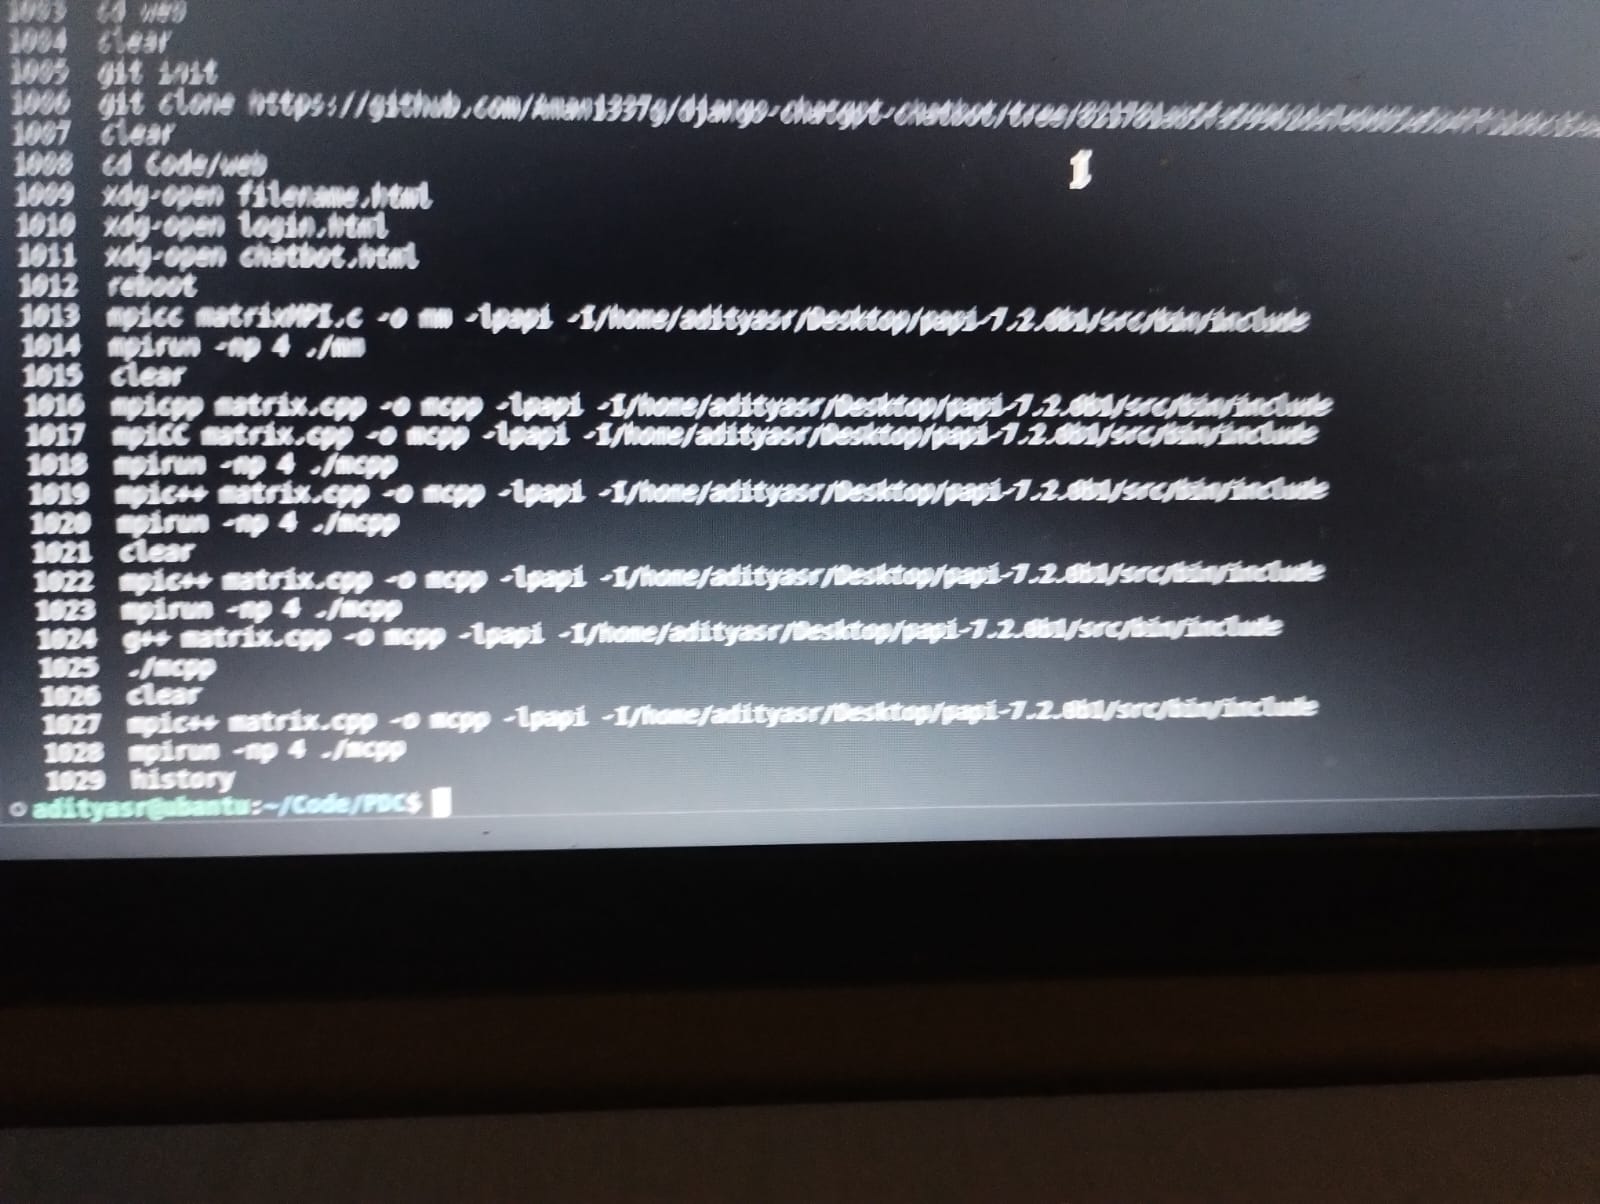 1003 cd web
1004 clear
1005 git init
1006 git clone https://github.com/Aman1337g/django-chatgpt-chatbot/tree/
1007 clear
1008 cd Code/web
1009 xdg-open filename.html
1010 xdg-open login.html
1011 xdg-open chatbot.html
1012 reboot
1013 mpicc matrixMPI.c -o mm -lpapi -I/home/adityasr/Desktop/papi-7.2.0b1/src/bin/include
1014 mpirun -np 4 ./mm
1015 clear
1016 mpicpp matrix.cpp -o mcpp -lpapi -I/home/adityasr/Desktop/papi-7.2.0b1/src/bin/include
1017 mpiCC matrix.cpp -o mcpp -lpapi -I/home/adityasr/Desktop/papi-7.2.0b1/src/bin/include
1018 mpirun -np 4 ./mcpp
1019 mpic++ matrix.cpp -o mcpp -lpapi -I/home/adityasr/Desktop/papi-7.2.0b1/src/bin/include
1020 mpirun -np 4 ./mcpp
1021 clear
1022 mpic++ matrix.cpp -o mcpp -lpapi -I/home/adityasr/Desktop/papi-7.2.0b1/src/bin/include
1023 mpirun -np 4 ./mcpp
1024 g++ matrix.cpp -o mcpp -lpapi -I/home/adityasr/Desktop/papi-7.2.0b1/src/bin/include
1025 ./mcpp
1026 clear
1027 mpic++ matrix.cpp -o mcpp -lpapi -I/home/adityasr/Desktop/papi-7.2.0b1/src/bin/include
1028 mpirun -np 4 ./mcpp
1029 history
adityasr@ubantu:~/Code/PDC$